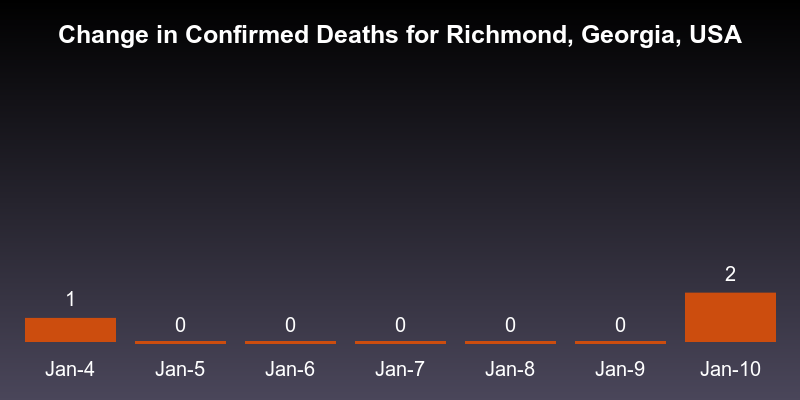 Change in Confirmed Deaths for Richmond, Georgia, USA
1 0 0 0 0 0 2
Jan-4 Jan-5 Jan-6 Jan-7 Jan-8 Jan-9 Jan-10